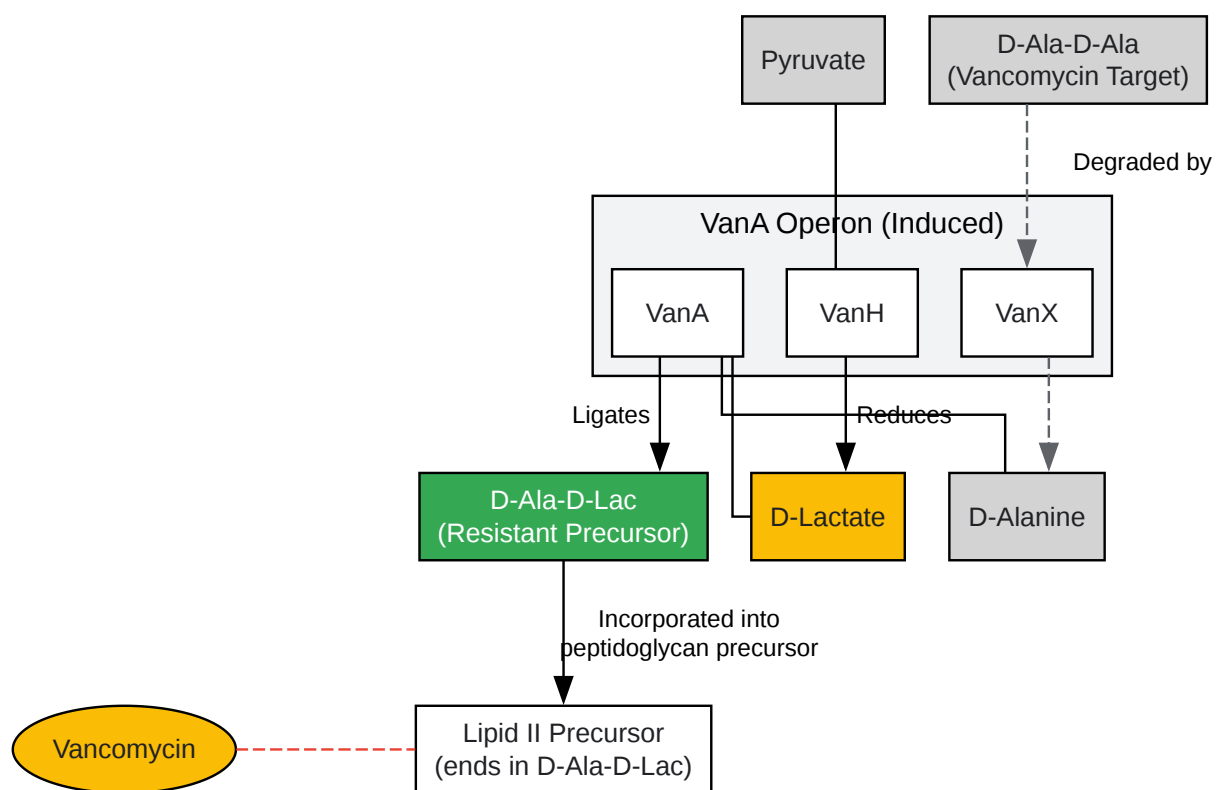 Pyruvate
D-Ala-D-Ala
(Vancomycin Target)
Degraded by
VanA Operon (Induced)
VanA
VanH
VanX
Ligates
Reduces
D-Ala-D-Lac
(Resistant Precursor)
D-Lactate
D-Alanine
Incorporated into
peptidoglycan precursor
Vancomycin
Lipid II Precursor
(ends in D-Ala-D-Lac)